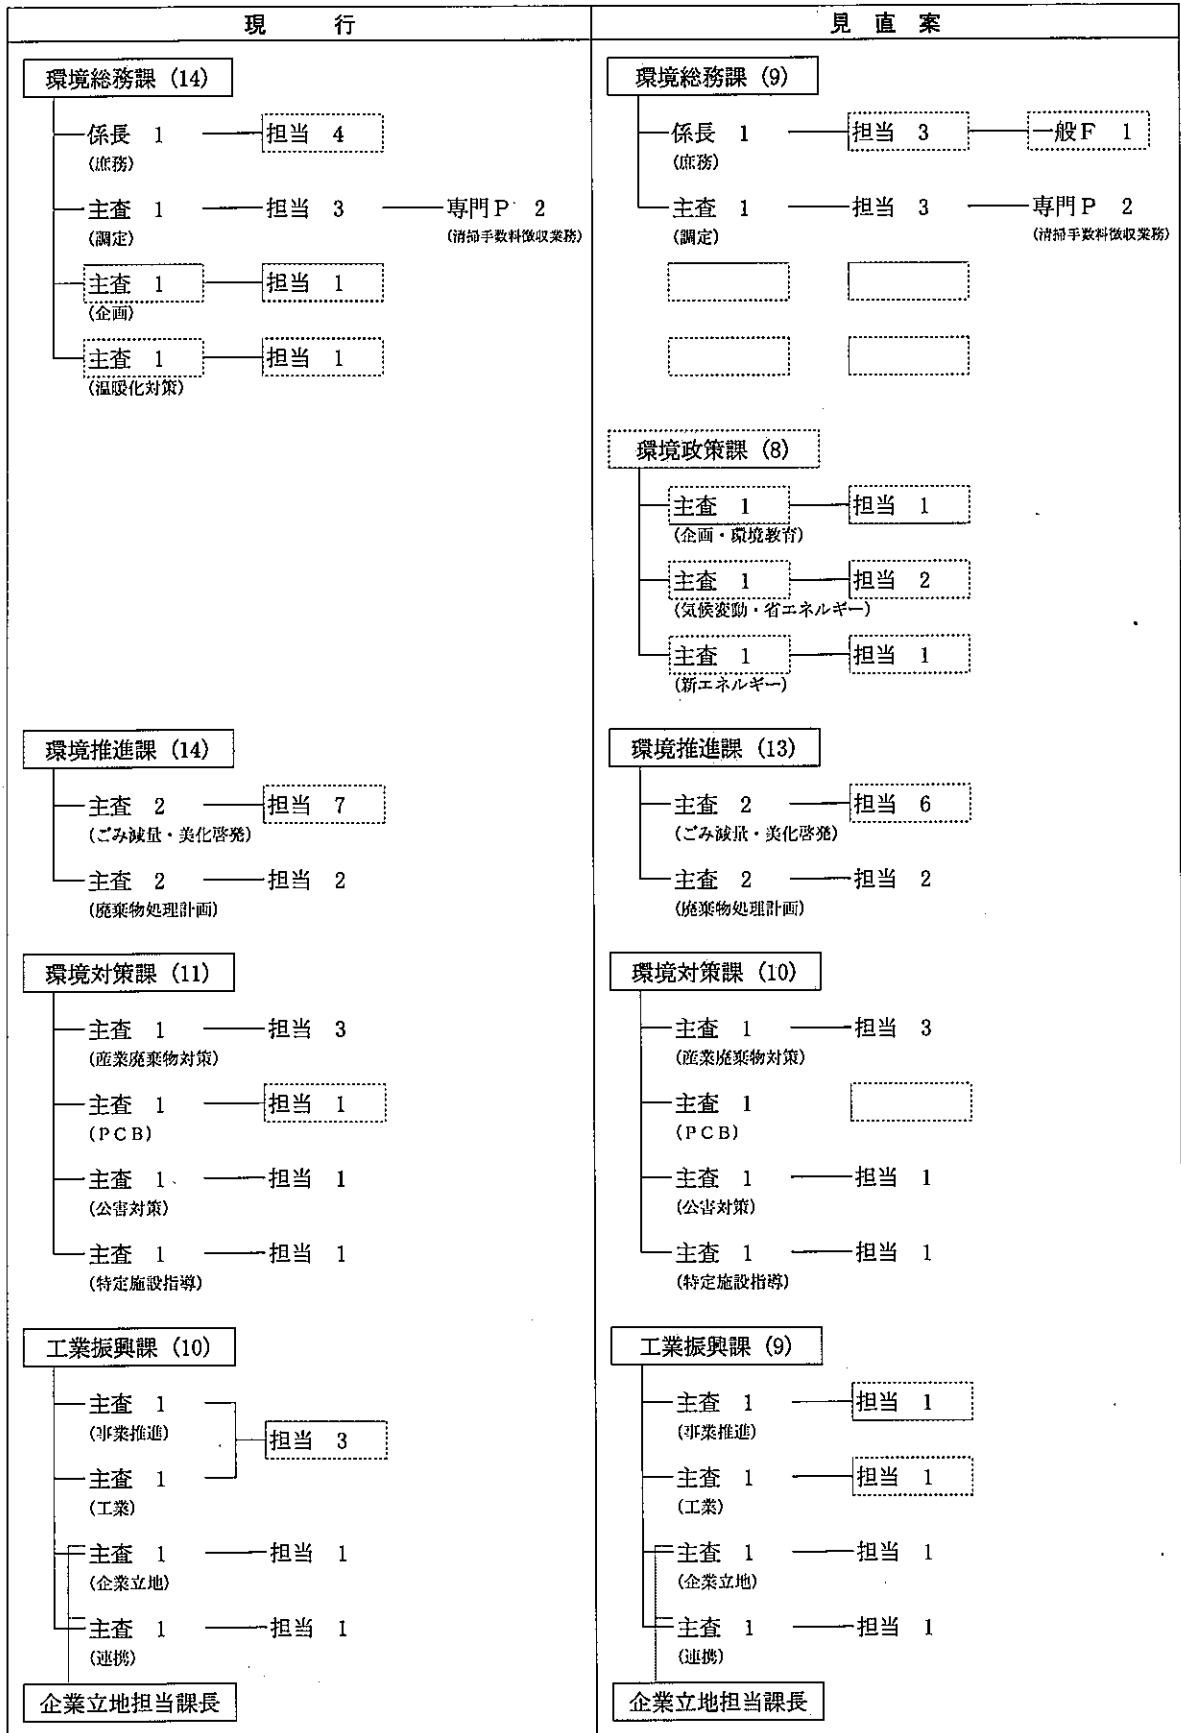 現行
環境総務課 (14)
係長 1 担当 4
(庶務)
主査 1 担当 3 専門P 2
(調定) (清掃手数料徴収業務)
主査 1 担当 1
(企画)
主査 1 担当 1
(温暖化対策)
環境推進課 (14)
主査 2 担当 7
(ごみ減量・美化啓発)
主査 2 担当 2
(廃棄物処理計画)
環境対策課 (11)
主査 1 担当 3
(産業廃棄物対策)
主査 1 担当 1
(PCB)
主査 1 担当 1
(公害対策)
主査 1 担当 1
(特定施設指導)
工業振興課 (10)
主査 1
(事業推進)
担当 3
主査 1
(工業)
主査 1 担当 1
(企業立地)
主査 1 担当 1
(連携)
企業立地担当課長
見直案
環境総務課 (9)
係長 1 担当 3 一般F 1
(庶務)
主査 1 担当 3 専門P 2
(調定) (清掃手数料徴収業務)
環境政策課 (8)
主査 1 担当 1
(企画・環境教育)
主査 1 担当 2
(気候変動・省エネルギー)
主査 1 担当 1
(新エネルギー)
環境推進課 (13)
主査 2 担当 6
(ごみ減量・美化啓発)
主査 2 担当 2
(廃棄物処理計画)
環境対策課 (10)
主査 1 担当 3
(産業廃棄物対策)
主査 1
(PCB)
主査 1 担当 1
(公害対策)
主査 1 担当 1
(特定施設指導)
工業振興課 (9)
主査 1 担当 1
(事業推進)
主査 1 担当 1
(工業)
主査 1 担当 1
(企業立地)
主査 1 担当 1
(連携)
企業立地担当課長